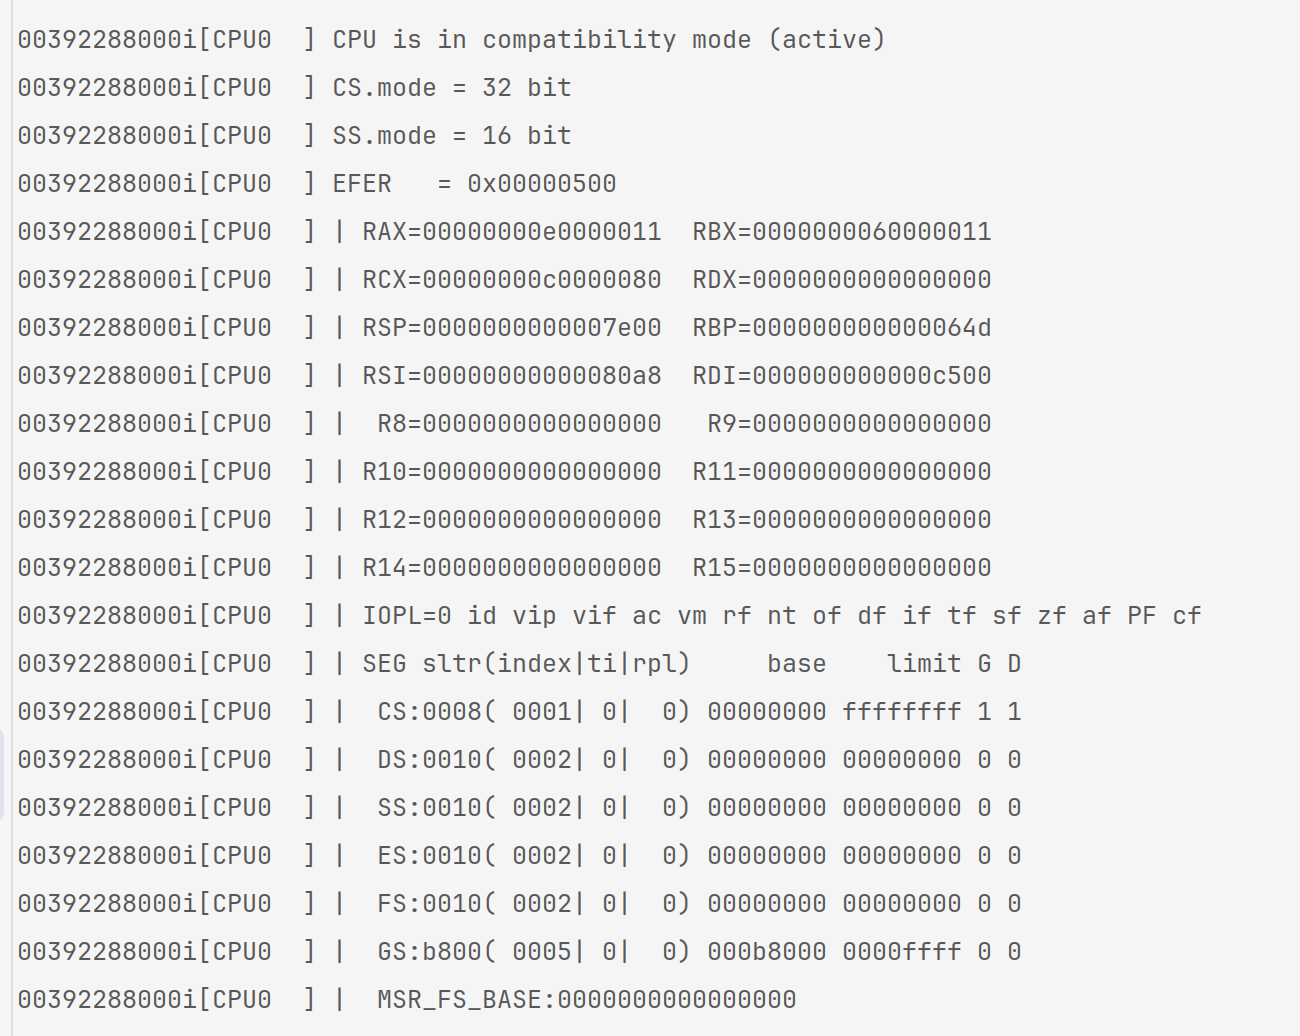 00392288000i[CPU0  ] CPU is in compatibility mode (active)
00392288000i[CPU0  ] CS.mode = 32 bit
00392288000i[CPU0  ] SS.mode = 16 bit
00392288000i[CPU0  ] EFER   = 0x00000500
00392288000i[CPU0  ] | RAX=00000000e0000011  RBX=0000000060000011
00392288000i[CPU0  ] | RCX=00000000c0000080  RDX=0000000000000000
00392288000i[CPU0  ] | RSP=0000000000007e00  RBP=000000000000064d
00392288000i[CPU0  ] | RSI=00000000000080a8  RDI=000000000000c500
00392288000i[CPU0  ] |  R8=0000000000000000   R9=0000000000000000
00392288000i[CPU0  ] | R10=0000000000000000  R11=0000000000000000
00392288000i[CPU0  ] | R12=0000000000000000  R13=0000000000000000
00392288000i[CPU0  ] | R14=0000000000000000  R15=0000000000000000
00392288000i[CPU0  ] | IOPL=0 id vip vif ac vm rf nt of df if tf sf zf af PF cf
00392288000i[CPU0  ] | SEG sltr(index|ti|rpl)     base    limit G D
00392288000i[CPU0  ] |  CS:0008( 0001| 0|  0) 00000000 ffffffff 1 1
00392288000i[CPU0  ] |  DS:0010( 0002| 0|  0) 00000000 00000000 0 0
00392288000i[CPU0  ] |  SS:0010( 0002| 0|  0) 00000000 00000000 0 0
00392288000i[CPU0  ] |  ES:0010( 0002| 0|  0) 00000000 00000000 0 0
00392288000i[CPU0  ] |  FS:0010( 0002| 0|  0) 00000000 00000000 0 0
00392288000i[CPU0  ] |  GS:b800( 0005| 0|  0) 000b8000 0000ffff 0 0
00392288000i[CPU0  ] |  MSR_FS_BASE:0000000000000000